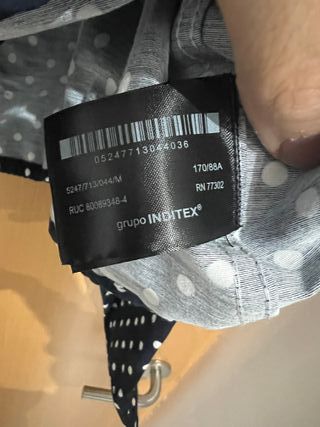 05247713044036
5247/713/044/M
170/88A
RUC 80089348-4
RN 77302
grupo INDITEX®